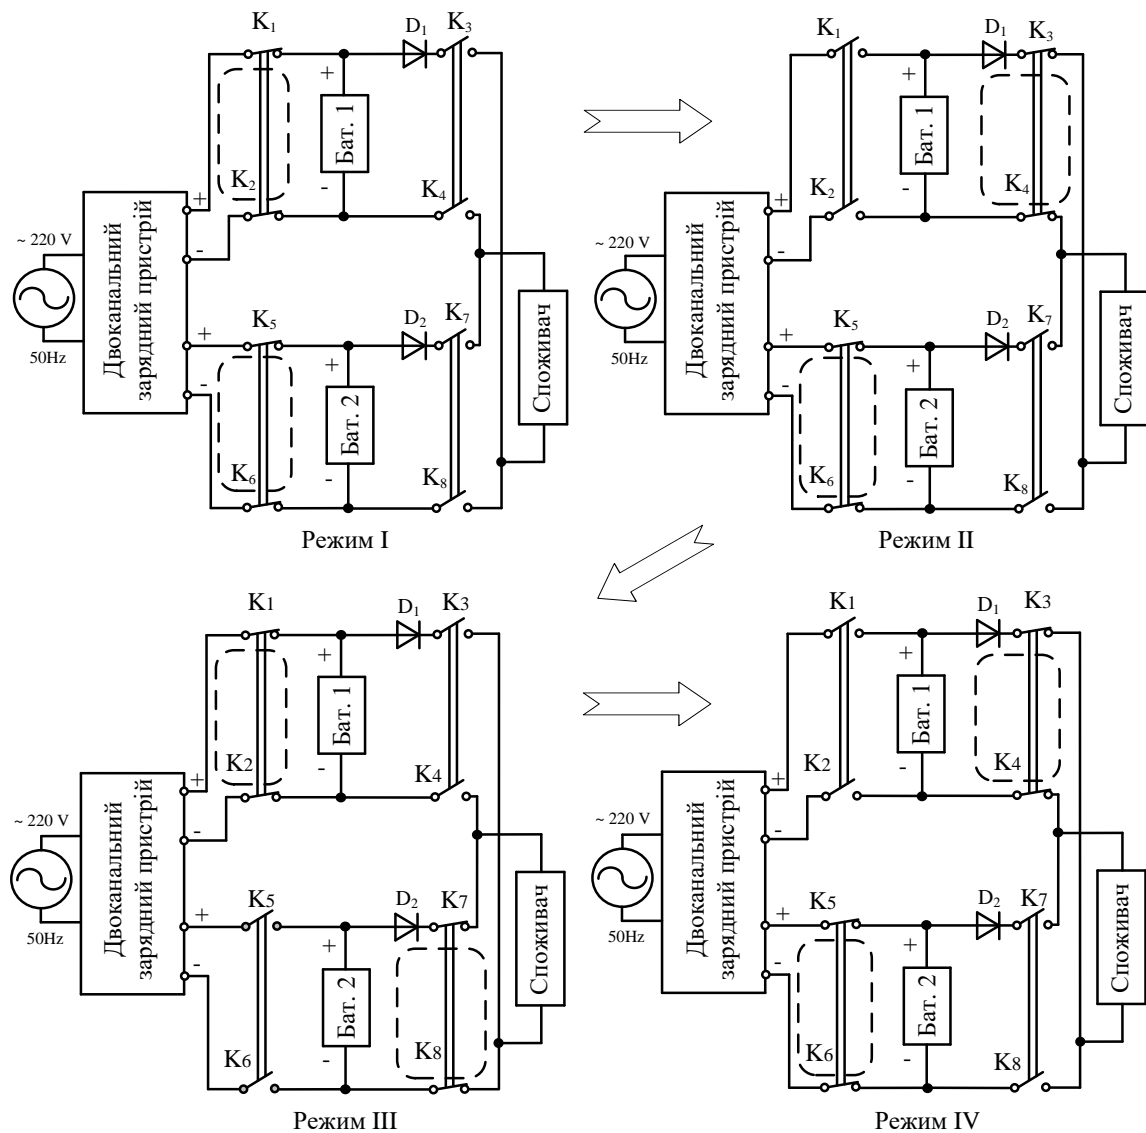 K1
D1
K3
+
Бат. 1
-
K2
K4
+
-
~ 220 V
50Hz
Двоканальний
зарядний пристрій
K5
D2
K7
+
-
+
Бат. 2
-
K6
K8
Споживач
Режим I
K1
D1
K3
+
Бат. 1
-
K2
K4
+
-
~ 220 V
50Hz
Двоканальний
зарядний пристрій
K5
D2
K7
+
-
+
Бат. 2
-
K6
K8
Споживач
Режим II
K1
D1
K3
+
Бат. 1
-
K2
K4
+
-
~ 220 V
50Hz
Двоканальний
зарядний пристрій
K5
D2
K7
+
-
+
Бат. 2
-
K6
K8
Споживач
Режим III
K1
D1
K3
+
Бат. 1
-
K2
K4
+
-
~ 220 V
50Hz
Двоканальний
зарядний пристрій
K5
D2
K7
+
-
+
Бат. 2
-
K6
K8
Споживач
Режим IV